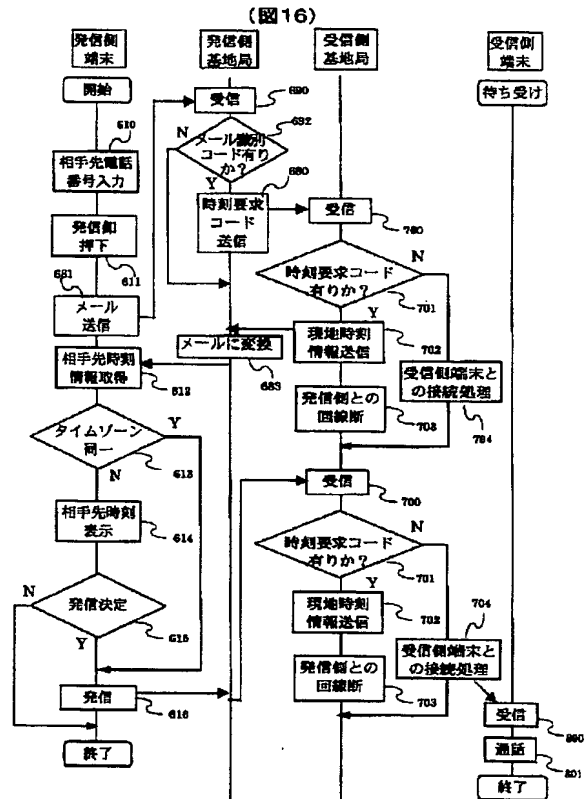 (図16)
発信側
端末
開始
610
相手先電話
番号入力
発信卸
押下
611
681
メール
送信
相手先時刻
情報取得
612
タイムゾーン
同一
Y
N
613
相手先時刻
表示
614
N
発信決定
Y
615
発信
616
終了
発信側
基地局
受信
690
N
メール識別
コード有り
か?
692
Y
680
時刻要求
コード
送信
メールに変換
683
受信側
基地局
受信
760
時刻要求コード
有りか?
N
701
Y
現地時刻
情報送信
702
発信側との
回線断
703
受信側端末と
の接続処理
704
受信
700
時刻要求コード
有りか?
N
701
Y
現地時刻
情報送信
702
発信側との
回線断
703
704
受信側端末と
の接続処理
受信側
端末
待ち受け
受信
800
通話
801
終了